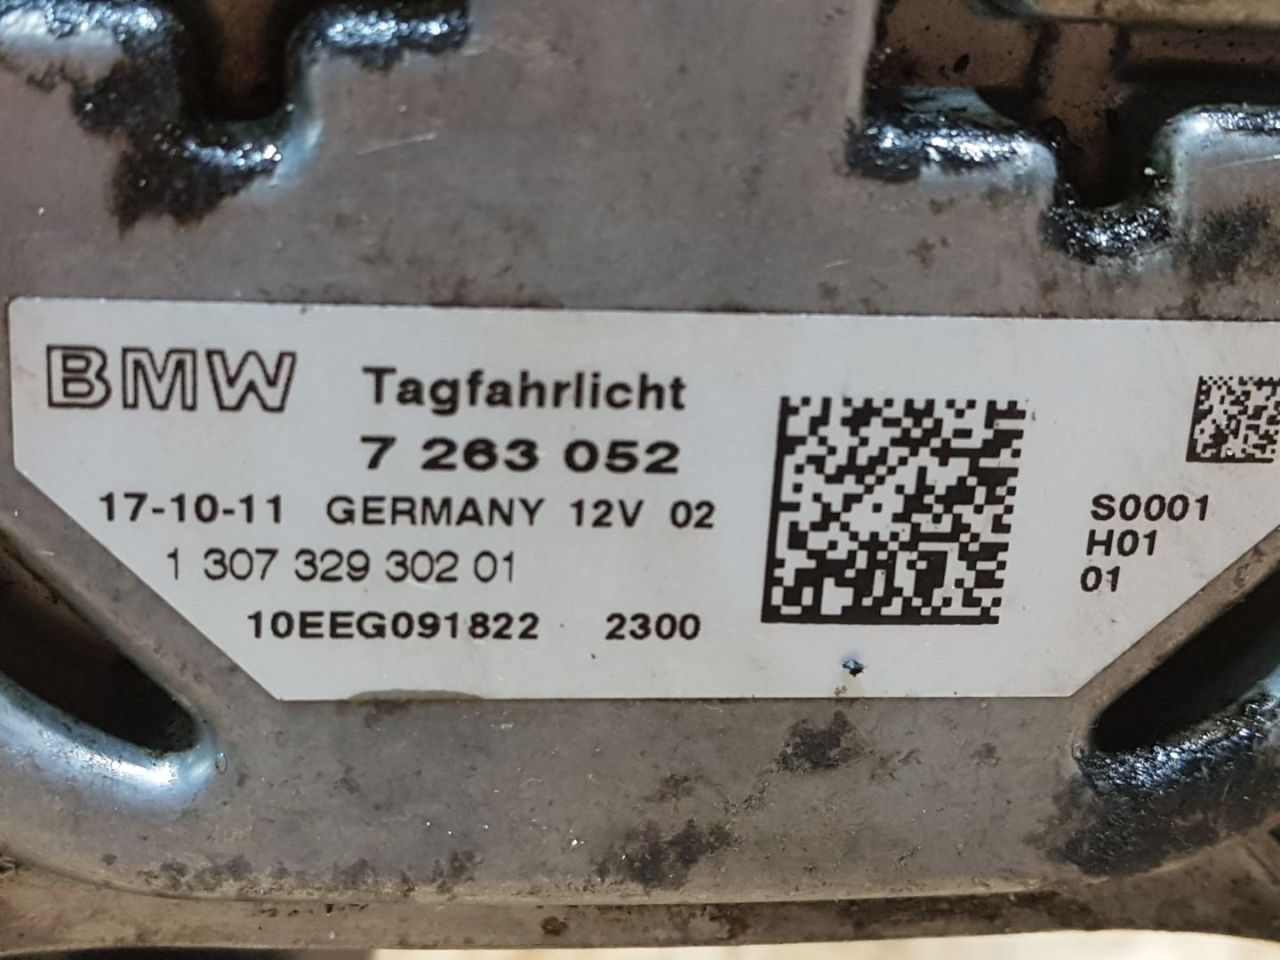 BMW Tagfahrlicht
7 263 052
17-10-11 GERMANY 12V 02
1 307 329 302 01
10EEG091822 2300
S0001
H01
01